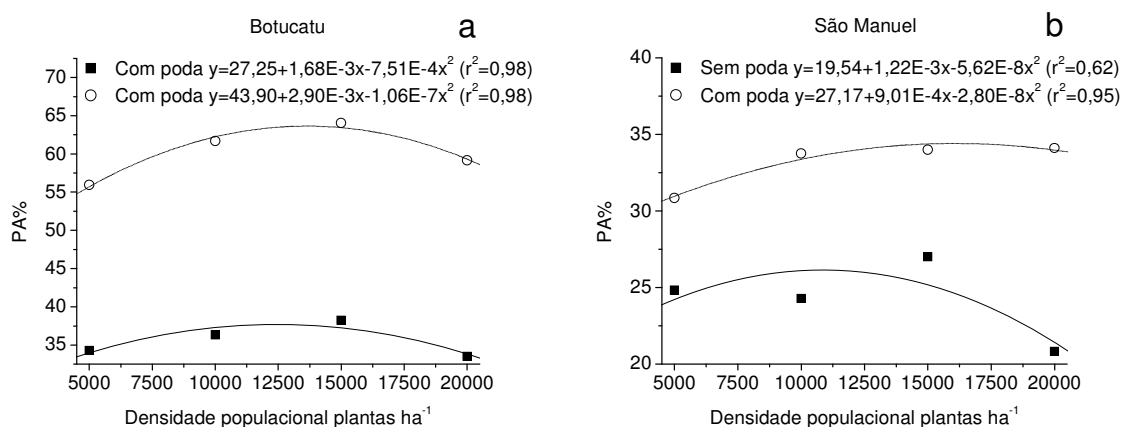 Botucatu
a
Com poda y=27,25+1,68E-3x-7,51E-4x² (r²=0,98)
Com poda y=43,90+2,90E-3x-1,06E-7x² (r²=0,98)
70
65
60
55
50
45
40
35
PA%
5000 7500 10000 12500 15000 17500 20000
Densidade populacional plantas ha⁻¹
São Manuel
b
Sem poda y=19,54+1,22E-3x-5,62E-8x² (r²=0,62)
Com poda y=27,17+9,01E-4x-2,80E-8x² (r²=0,95)
40
35
30
25
20
PA%
5000 7500 10000 12500 15000 17500 20000
Densidade populacional plantas ha⁻¹